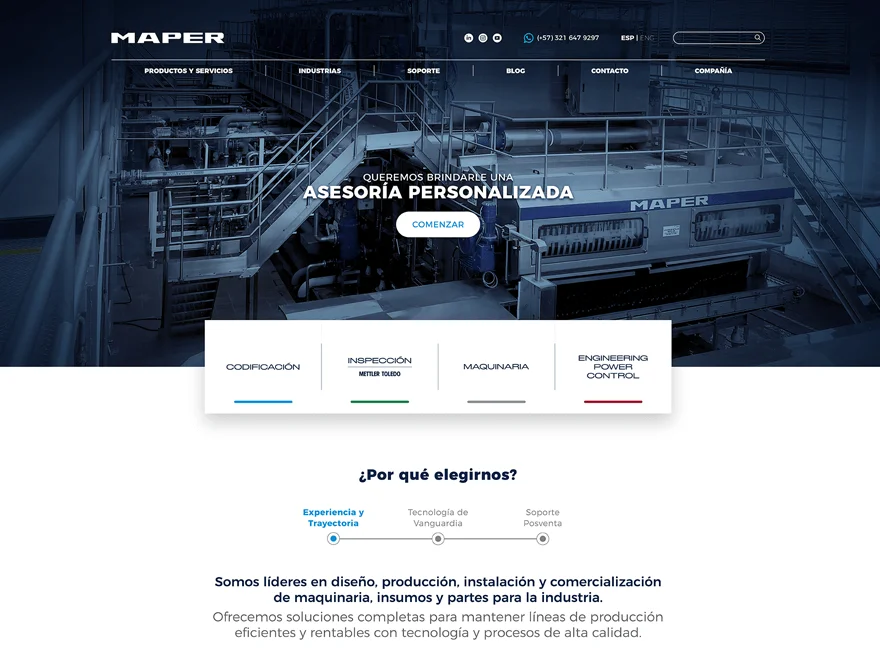 MAPER
(+57) 321 647 9297
ESP | ENG
PRODUCTOS Y SERVICIOS
INDUSTRIAS
SOPORTE
BLOG
CONTACTO
COMPAÑÍA
QUEREMOS BRINDARLE UNA
ASESORÍA PERSONALIZADA
COMENZAR
MAPER
CODIFICACIÓN
INSPECCIÓN
METTLER TOLEDO
MAQUINARIA
ENGINEERING
POWER
CONTROL
¿Por qué elegirnos?
Experiencia y
Trayectoria
Tecnología de
Vanguardia
Soporte
Posventa
Somos líderes en diseño, producción, instalación y comercialización
de maquinaria, insumos y partes para la industria.
Ofrecemos soluciones completas para mantener líneas de producción
eficientes y rentables con tecnología y procesos de alta calidad.